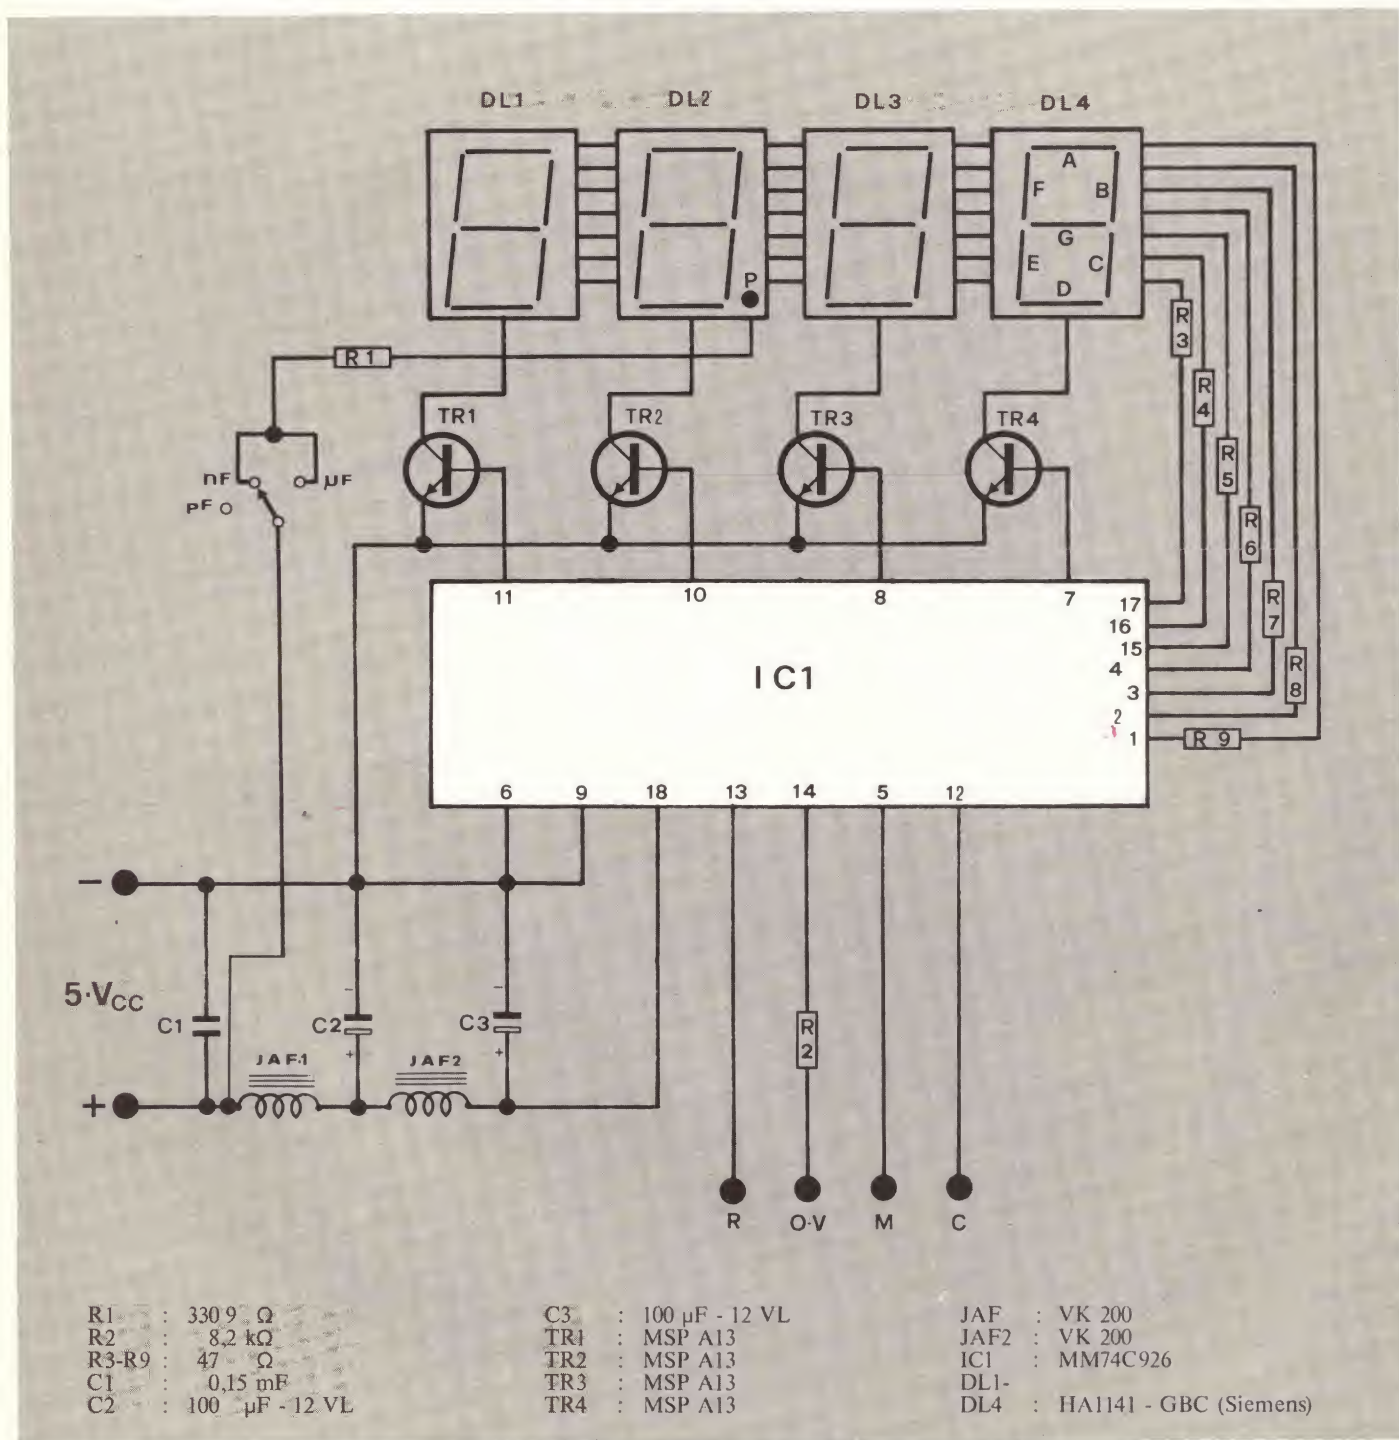 DL1 DL2 DL3 DL4
A
F B
G
E C
D
P
R1
R3
R4
R5
R6
R7
R8
R9
TR1 TR2 TR3 TR4
nF µF
pF
11 10 8 7
17
16
15
4
3
2
1
IC1
6 9 18 13 14 5 12
−
5·VCC
C1 C2 C3
- -
+ +
JAF·1 JAF2
+
R2
R O·V M C
R1 : 330 9 Ω
R2 : 8,2 kΩ
R3-R9 : 47 Ω
C1 : 0,15 mF
C2 : 100 µF - 12 VL
C3 : 100 µF - 12 VL
TR1 : MSP A13
TR2 : MSP A13
TR3 : MSP A13
TR4 : MSP A13
JAF : VK 200
JAF2 : VK 200
IC1 : MM74C926
DL1-
DL4 : HA1141 - GBC (Siemens)